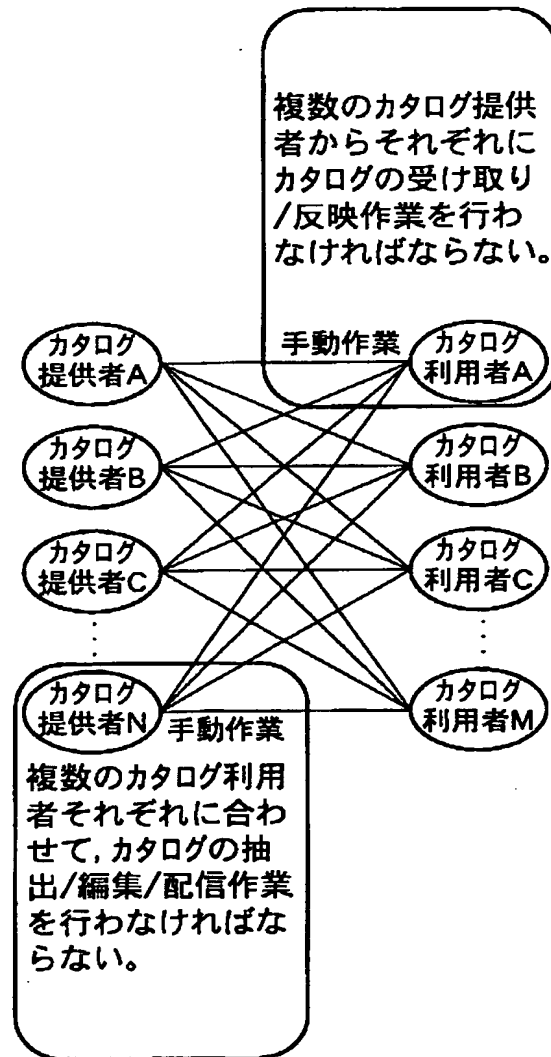 複数のカタログ提供
者からそれぞれに
カタログの受け取り
/反映作業を行わ
なければならない。
手動作業
カタログ
提供者A
カタログ
利用者A
カタログ
提供者B
カタログ
利用者B
カタログ
提供者C
カタログ
利用者C
カタログ
提供者N
カタログ
利用者M
手動作業
複数のカタログ利用
者それぞれに合わ
せて,カタログの抽
出/編集/配信作業
を行わなければな
らない。